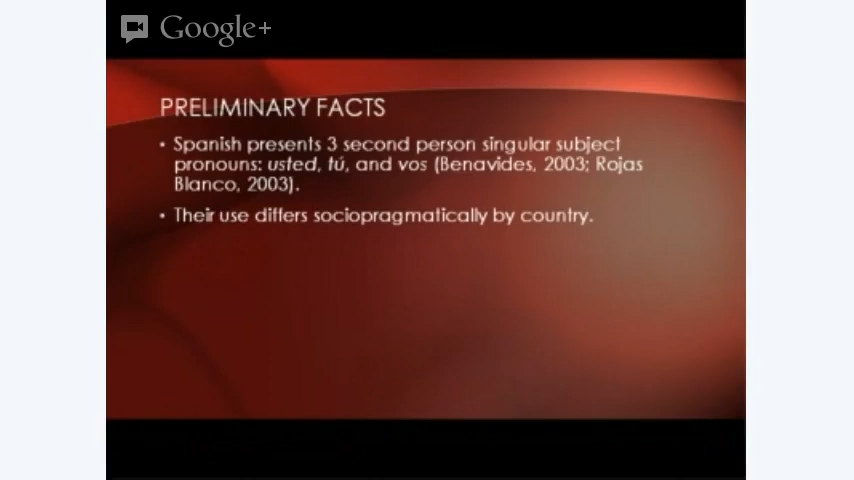 Google+
PRELIMINARY FACTS
• Spanish presents 3 second person singular subject
pronouns: usted, tú, and vos (Benavides, 2003; Rojas
Blanco, 2003).
• Their use differs sociopragmatically by country.